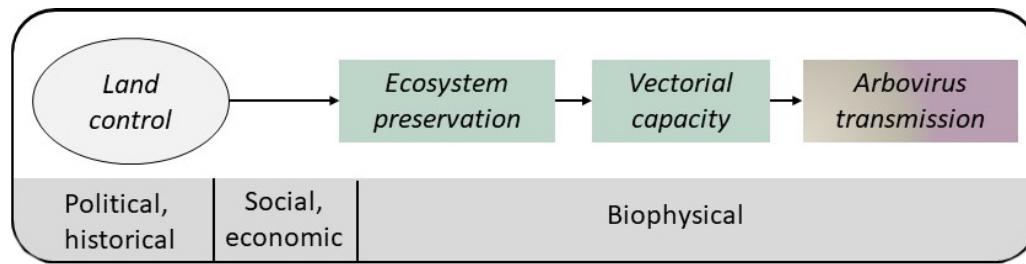 Land
control
Ecosystem
preservation
Vectorial
capacity
Arbovirus
transmission
Political,
historical
Social,
economic
Biophysical